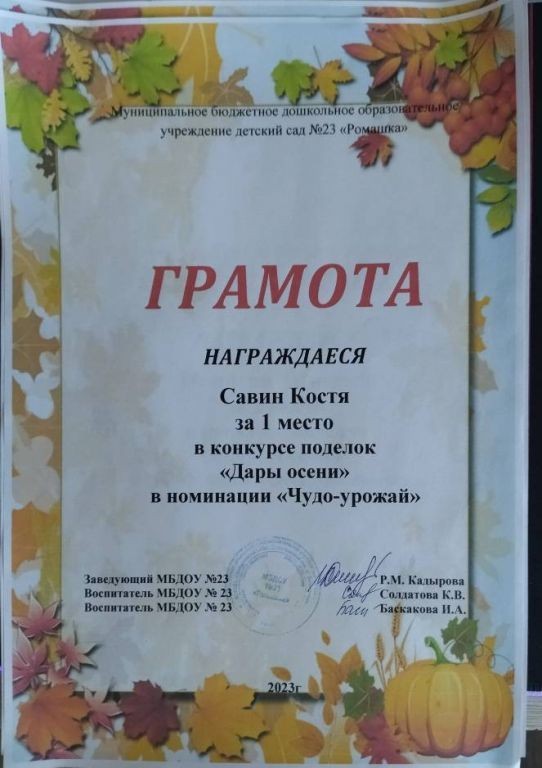 Муниципальное бюджетное дошкольное образовательное
учреждение детский сад №23 «Ромашка»
ГРАМОТА
НАГРАЖДАЕСЯ
Савин Костя
за 1 место
в конкурсе поделок
«Дары осени»
в номинации «Чудо-урожай»
Заведующий МБДОУ №23 Р.М. Кадырова
Воспитатель МБДОУ № 23 Солдатова К.В.
Воспитатель МБДОУ № 23 Баскакова И.А.
МБДОУ
№23
2023г